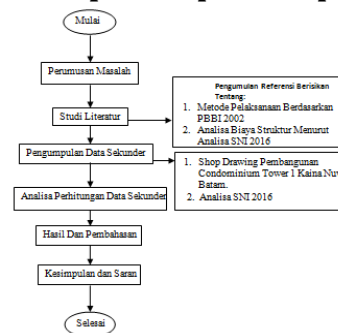 Mulai
Perumusan Masalah
Studi Literatur
Pengumulan Referensi Berisikan
Tentang:
1. Metode Pelaksanaan Berdasarkan
PBBI 2002
2. Analisa Biaya Struktur Menurut
Analisa SNI 2016
Pengumpulan Data Sekunder
1. Shop Drawing Pembangunan
Condominium Tower 1 Kaina Nuv
Batam.
2. Analisa SNI 2016
Analisa Perhitungan Data Sekunder
Hasil Dan Pembahasan
Kesimpulan dan Saran
Selesai